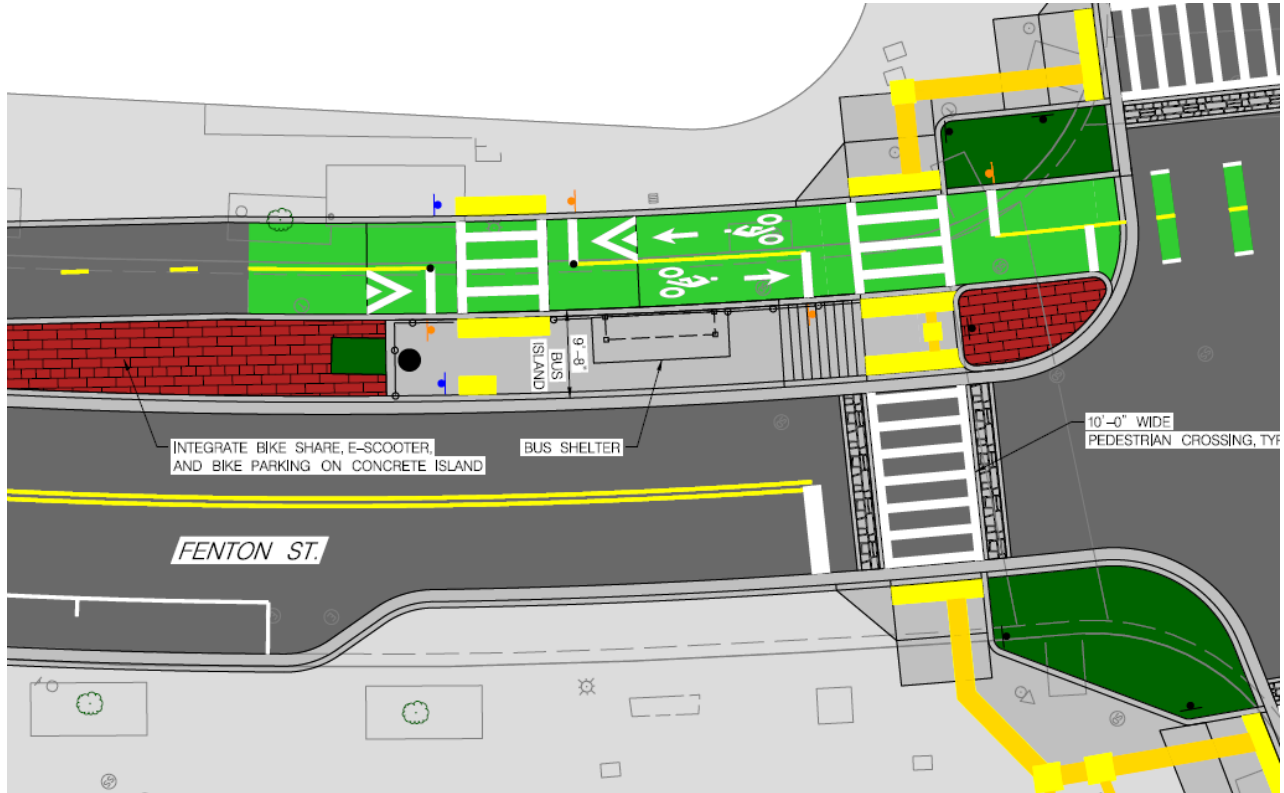 BUS
ISLAND
9'-8"
INTEGRATE BIKE SHARE, E-SCOOTER,
AND BIKE PARKING ON CONCRETE ISLAND
BUS SHELTER
10'-0" WIDE
PEDESTRIAN CROSSING, TYP
FENTON ST.